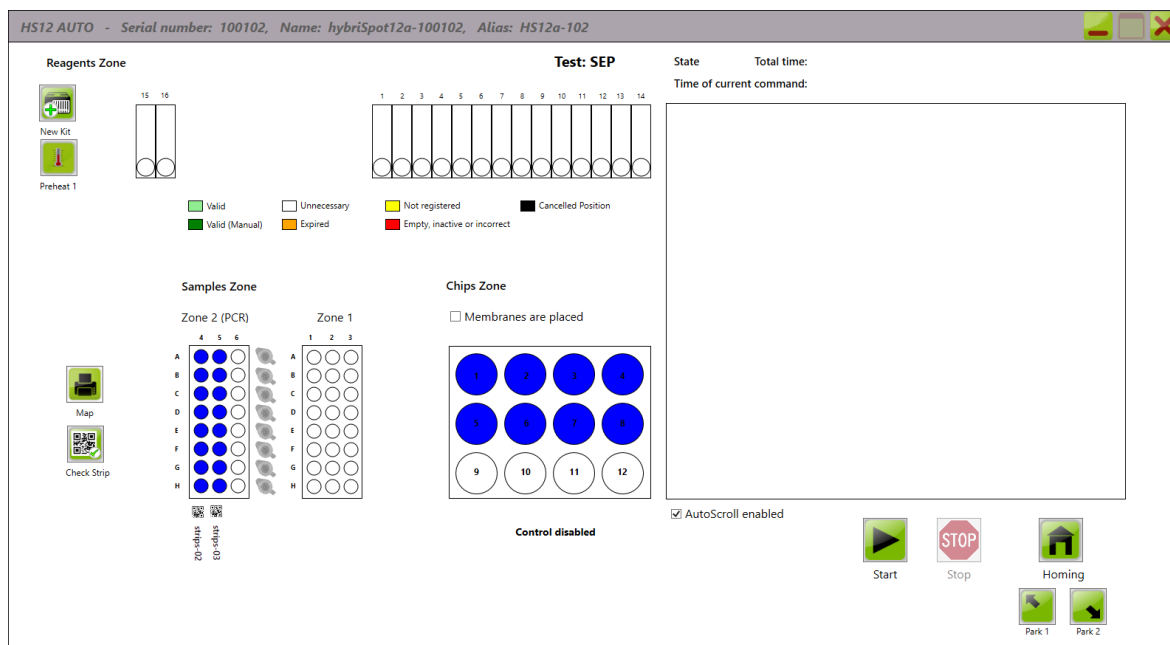 HS12 AUTO - Serial number: 100102, Name: hybriSpot12a-100102, Alias: HS12a-102
Reagents Zone
Test: SEP
State Total time:
Time of current command:
New Kit
Preheat 1
15 16
1 2 3 4 5 6 7 8 9 10 11 12 13 14
Valid Unnecessary Not registered Cancelled Position
Valid (Manual) Expired Empty, inactive or incorrect
Samples Zone
Zone 2 (PCR) Zone 1
4 5 6
A
B
C
D
E
F
G
H
strips-02
strips-03
1 2 3
A
B
C
D
E
F
G
H
Map
Check Strip
Chips Zone
Membranes are placed
1 2 3 4
5 6 7 8
9 10 11 12
Control disabled
AutoScroll enabled
Start
STOP
Stop
Homing
Park 1 Park 2